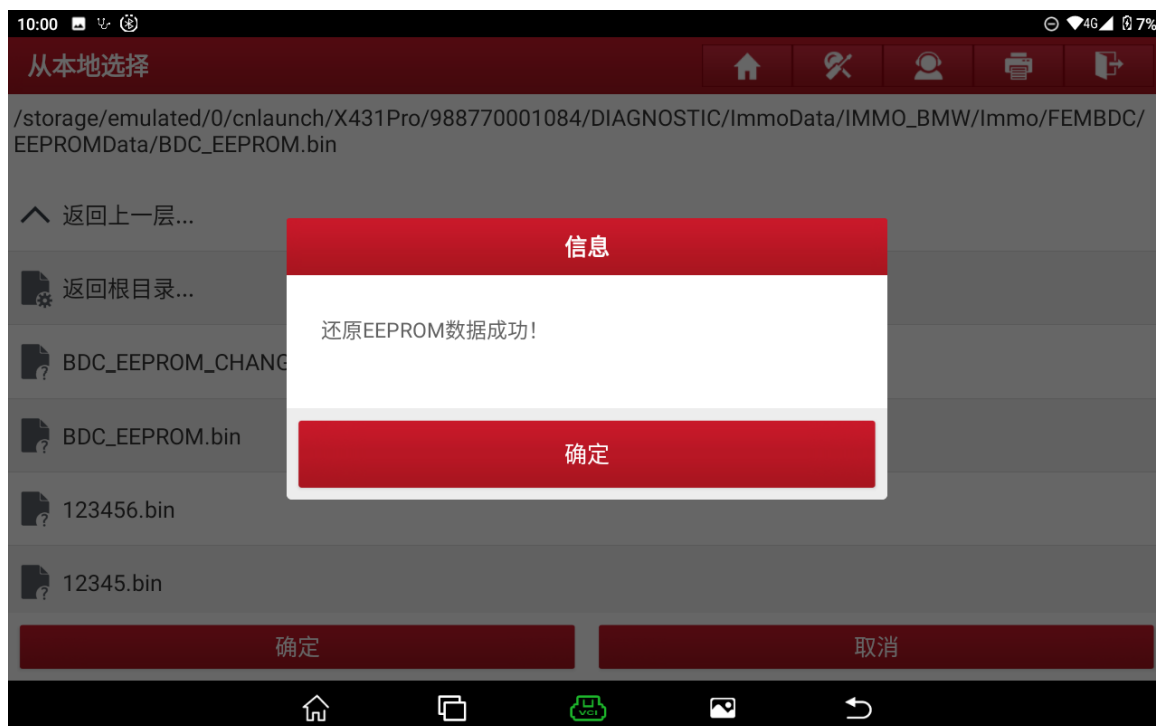 10:00
4G 7%
从本地选择
/storage/emulated/0/cnlaunch/X431Pro/988770001084/DIAGNOSTIC/ImmoData/IMMO_BMW/Immo/FEMBDC/
EEPROMData/BDC_EEPROM.bin
返回上一层...
信息
返回根目录...
还原EEPROM数据成功!
BDC_EEPROM_CHANG
BDC_EEPROM.bin
确定
123456.bin
12345.bin
确定
取消
VCI